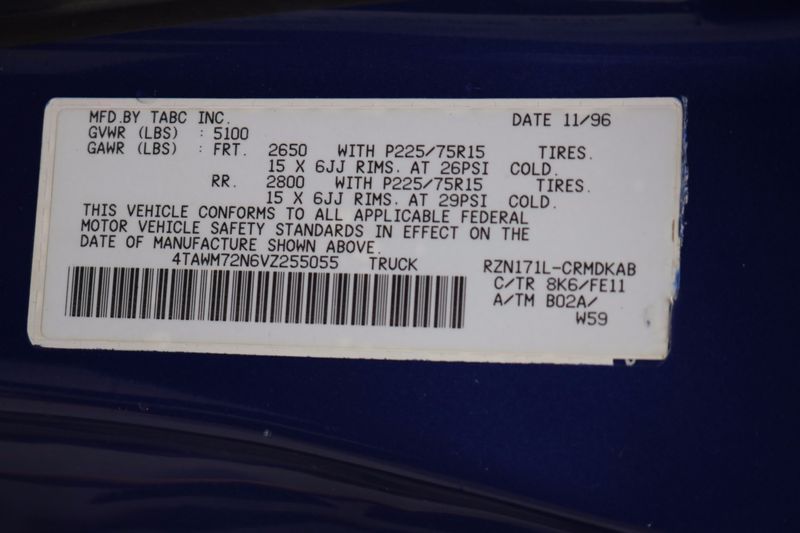 MFD.BY TABC INC. DATE 11/96
GVWR (LBS) : 5100
GAWR (LBS) : FRT. 2650 WITH P225/75R15 TIRES.
15 X 6JJ RIMS. AT 26PSI COLD.
RR. 2800 WITH P225/75R15 TIRES.
15 X 6JJ RIMS. AT 29PSI COLD.
THIS VEHICLE CONFORMS TO ALL APPLICABLE FEDERAL
MOTOR VEHICLE SAFETY STANDARDS IN EFFECT ON THE
DATE OF MANUFACTURE SHOWN ABOVE.
4TAWM72N6VZ255055 TRUCK RZN171L-CRMDKAB
C/TR 8K6/FE11
A/TM B02A/
W59